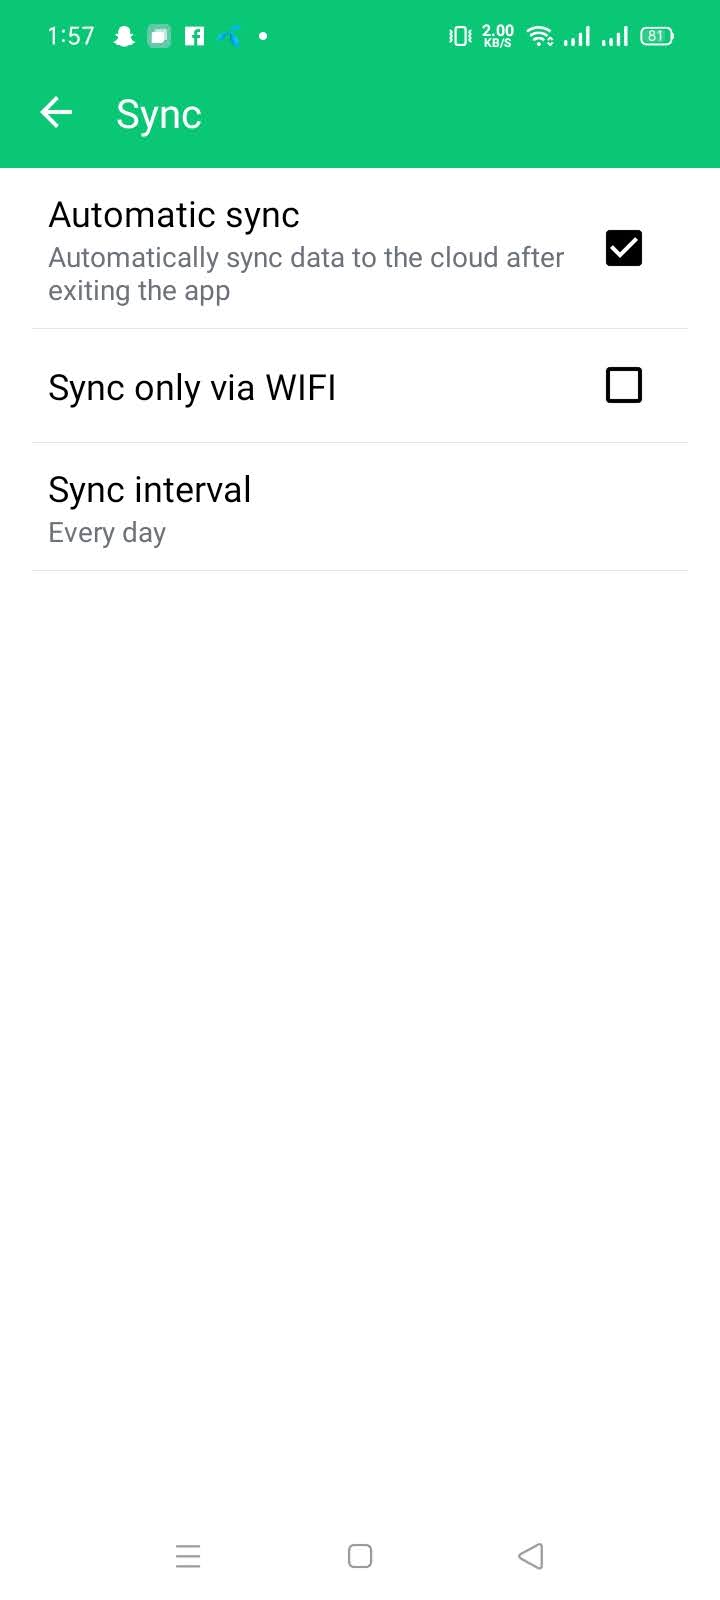 1:57 2.00 KB/S 81
Sync
Automatic sync
Automatically sync data to the cloud after
exiting the app
Sync only via WIFI
Sync interval
Every day